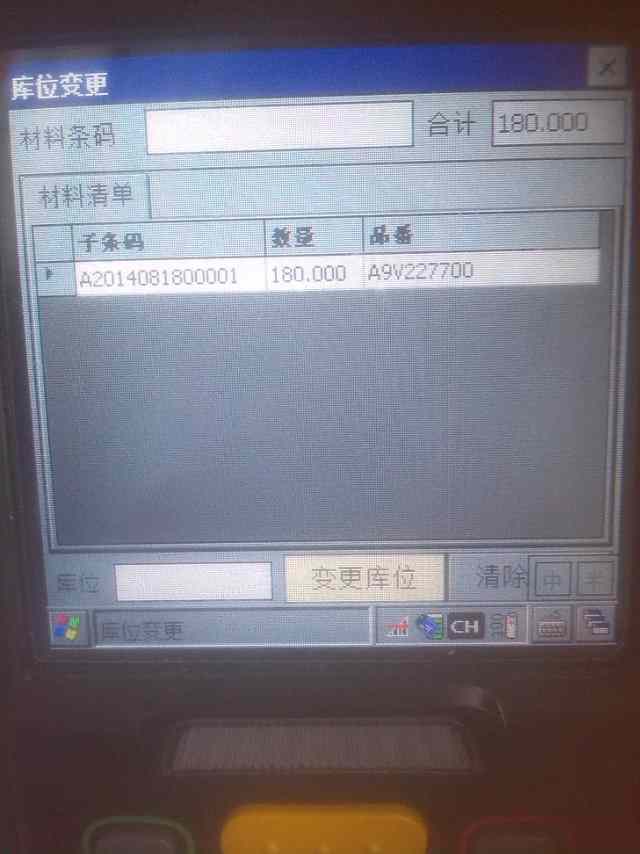 库位变更
材料条码 合计 180.000
材料清单
子条码 数量 品番
A2014081800001 180.000 A9V227700
库位 变更库位 清除 中 半
库位变更 CH